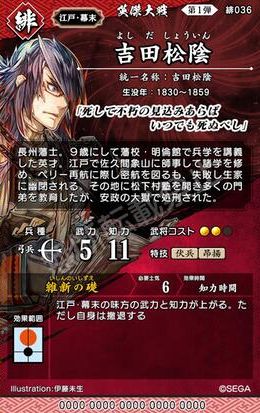 緋
江戸・幕末
英傑大戦
第1弾
緋036
よしだしょういん
吉田松陰
統一名称：吉田松陰
生没年：1830～1859
「死して不朽の見込みあらば
いつでも死ぬべし」
長州藩士。９歳にして藩校・明倫館で兵学を講義
した英才。江戸で佐久間象山に師事して諸学を修
め、ペリー再航に際し密航を図るも、失敗し生家
に幽閉される。その地に松下村塾を開き多くの門
弟を教育したが、安政の大獄で処刑された。
兵種 武力 知力 武将コスト
弓兵 5 11 特技 伏兵 昂揚
いしんのいしずえ 必要士気 効果時間
維新の礎 6 知力時間
効果範囲
江戸・幕末の味方の武力と知力が上がる。た
だし自身は撤退する
Illustration：伊藤未生
©SEGA
0000-0000-0000-0000-0000